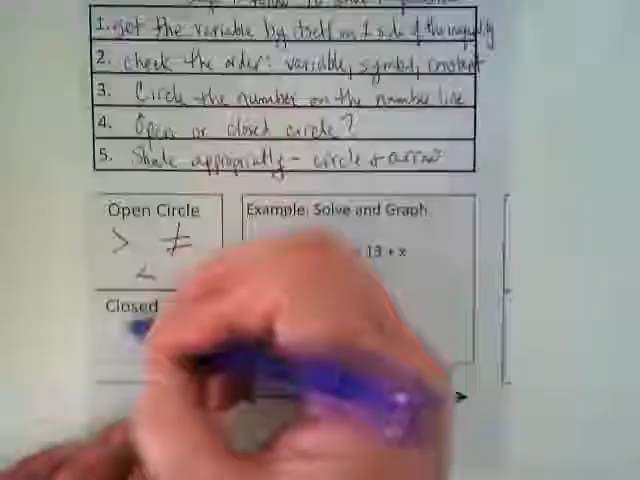 1. get the variable by itself on 1 side of the inequality
2. check the order: variable, symbol, constant
3. Circle the number on the number line
4. Open or closed circle?
5. Shade appropriatly - circle & arrow
Open Circle
> ≠
<
Example: Solve and Graph
13 + x
Closed